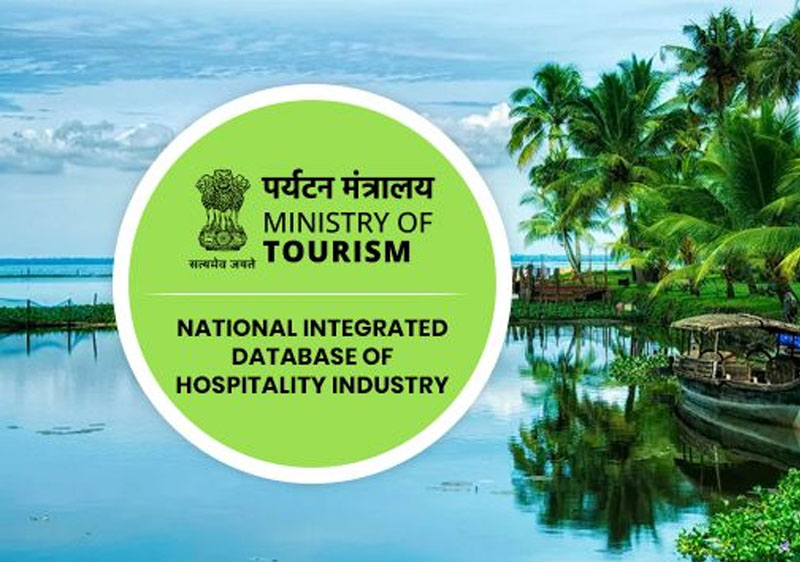 पर्यटन मंत्रालय
MINISTRY OF
TOURISM
सत्यमेव जयते
NATIONAL INTEGRATED
DATABASE OF
HOSPITALITY INDUSTRY